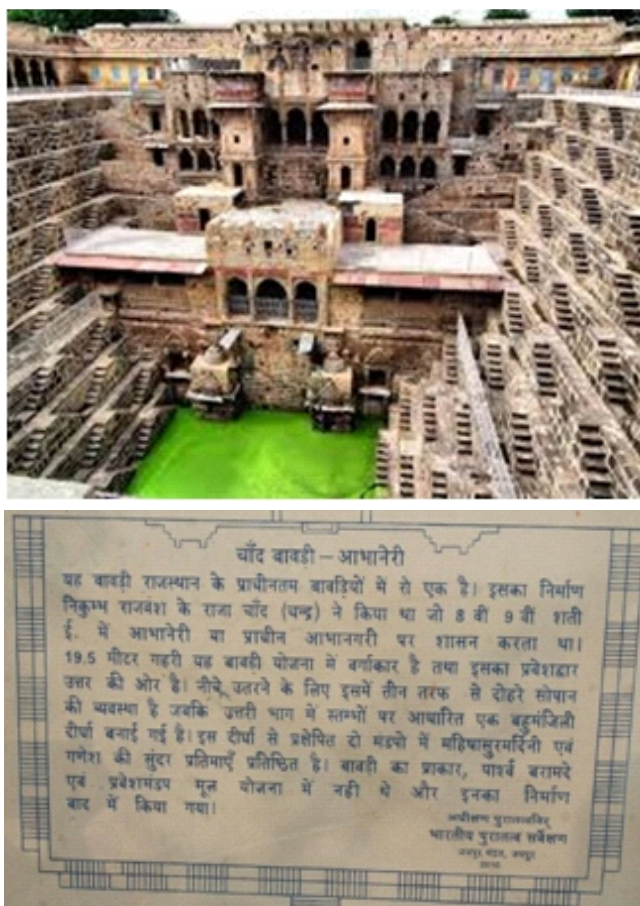 चाँद बावड़ी – आभानेरी
यह बावड़ी राजस्थान के प्राचीनतम बावड़ियों में से एक है। इसका निर्माण
निकुम्भ राजवंश के राजा चाँद (चन्द्र) ने किया था जो 8 वीं 9 वीं शती
ई. में आभानेरी या प्राचीन आभानगरी पर शासन करता था।
19.5 मीटर गहरी यह बावड़ी योजना में वर्गाकार है तथा इसका प्रवेशद्वार
उत्तर की ओर है। नीचे उतरने के लिए इसमें तीन तरफ से दोहरे सोपान
की व्यवस्था है जबकि उत्तरी भाग में स्तम्भों पर आधारित एक बहुमंजिली
दीर्घा बनाई गई है। इस दीर्घा से प्रक्षेपित दो मंडपो में महिषासुरमर्दिनी एवं
गणेश की सुंदर प्रतिमाएँ प्रतिष्ठित है। बावड़ी का प्राकार, पार्श्व बरामदे
एवं प्रवेशमंडप मूल योजना में नही थे और इनका निर्माण
बाद में किया गया।
अधीक्षण पुरातत्वविद्
भारतीय पुरातत्व सर्वेक्षण
जयपुर मंडल, जयपुर